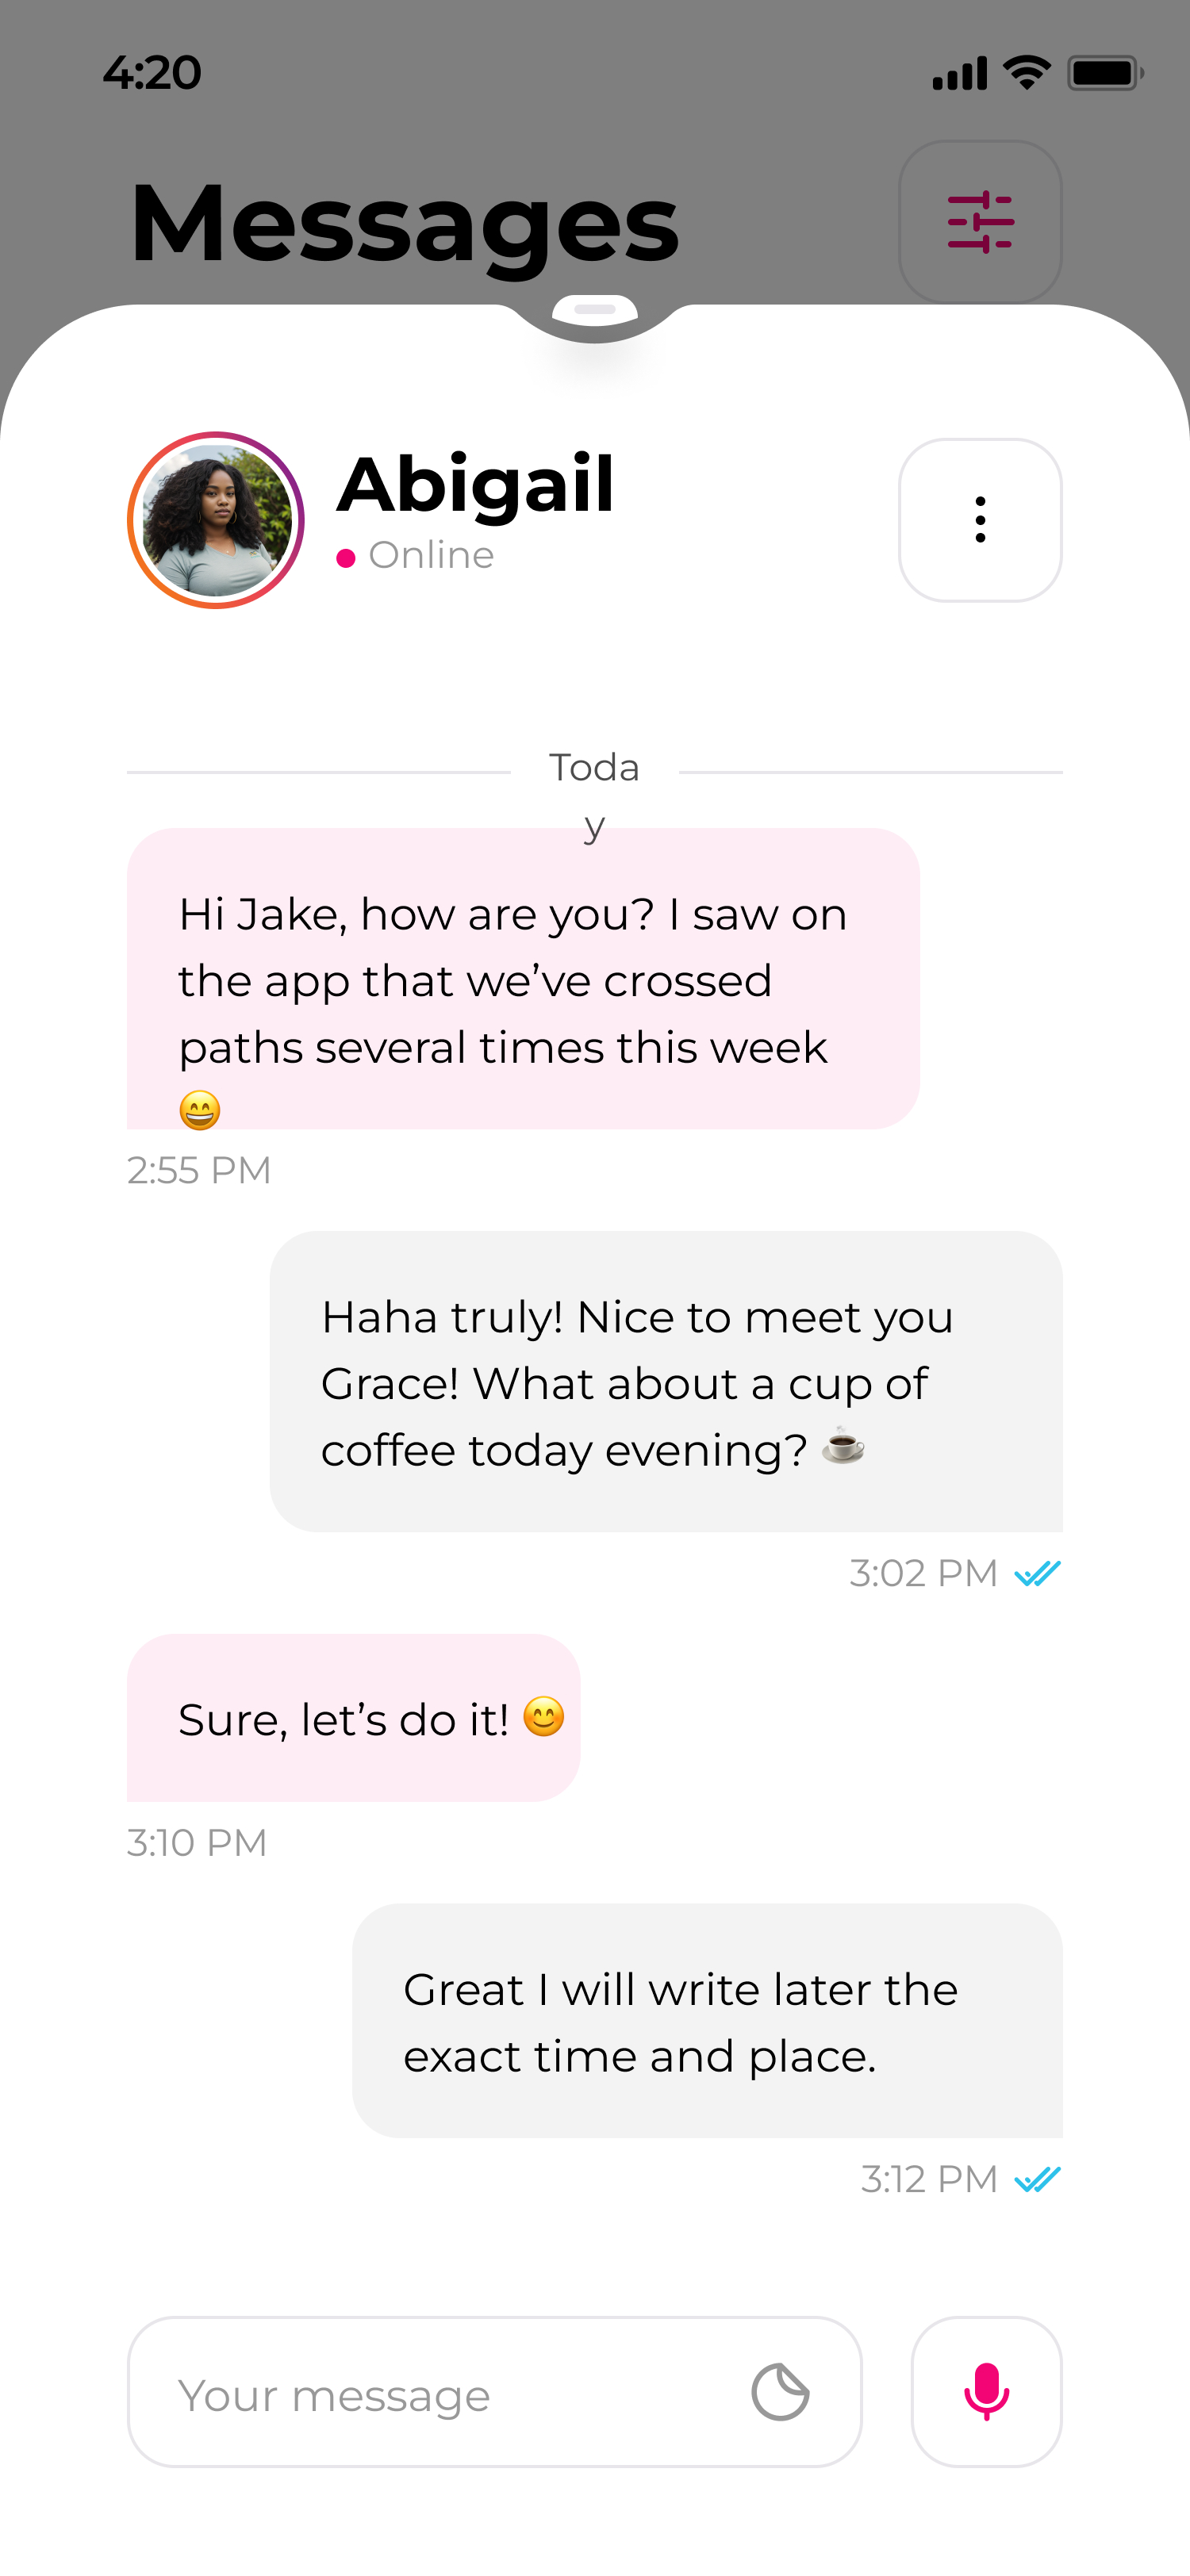 4:20
Messages
Abigail
Online
Toda
y
Hi Jake, how are you? I saw on
the app that we’ve crossed
paths several times this week
😄
2:55 PM
Haha truly! Nice to meet you
Grace! What about a cup of
coffee today evening? ☕
3:02 PM
Sure, let’s do it! 😊
3:10 PM
Great I will write later the
exact time and place.
3:12 PM
Your message